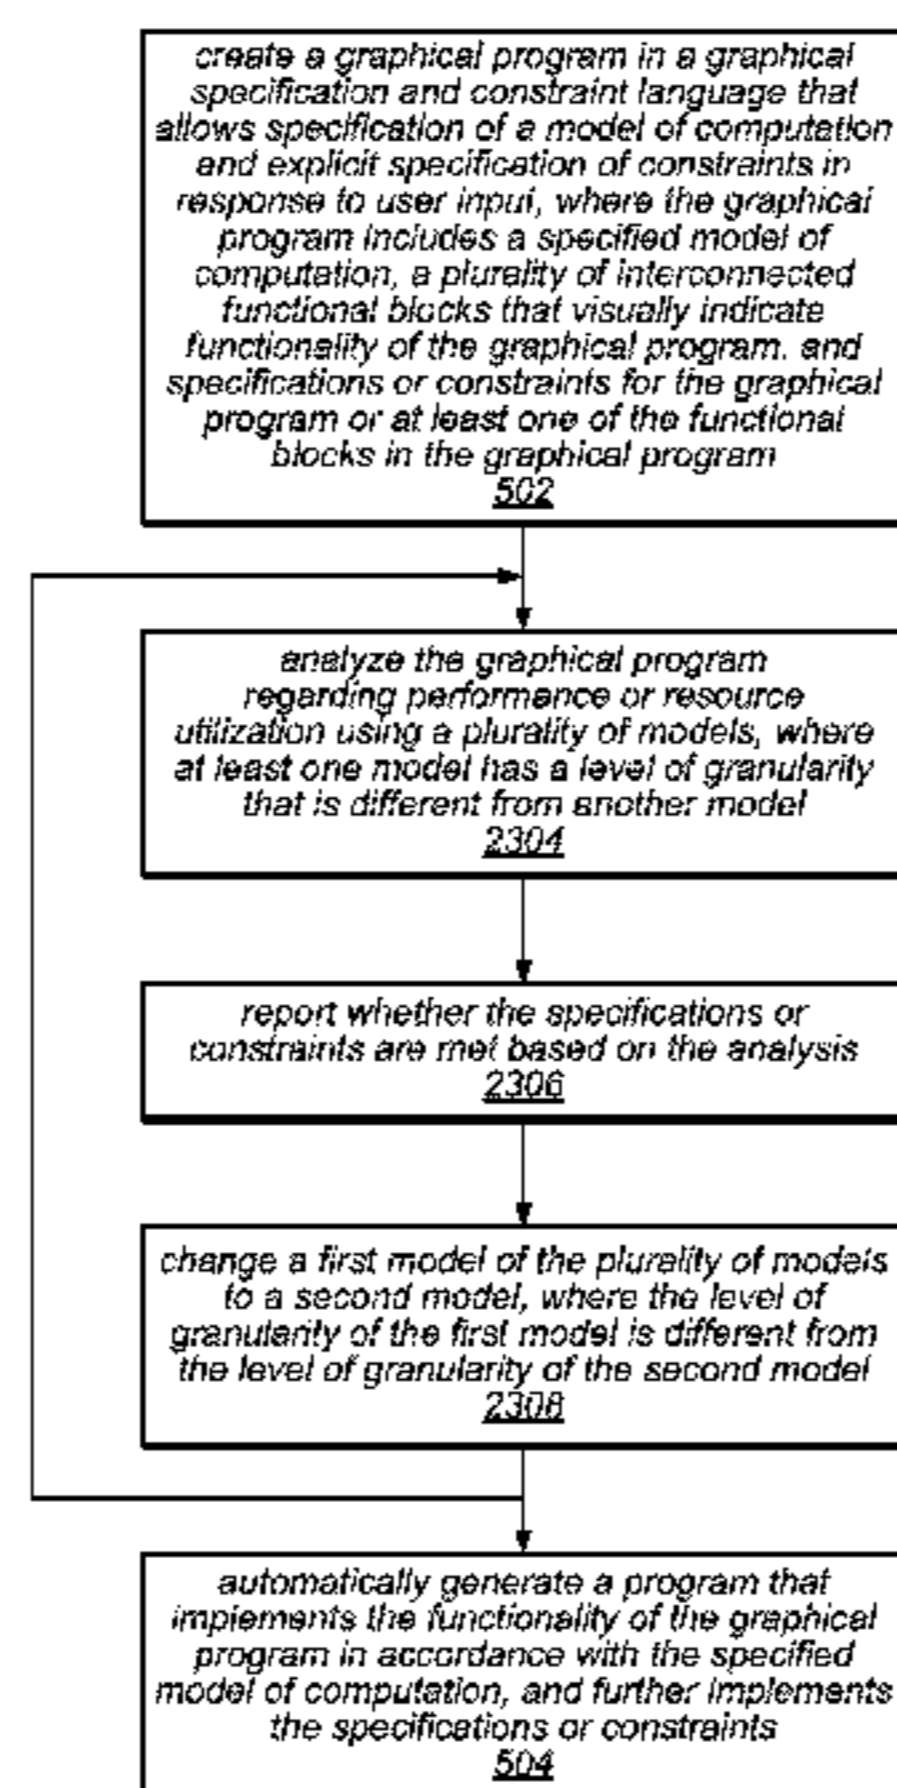 create a graphical program in a graphical
specification and constraint language that
allows specification of a model of computation
and explicit specification of constraints in
response to user input, where the graphical
program includes a specified model of
computation, a plurality of interconnected
functional blocks that visually indicate
functionality of the graphical program, and
specifications or constraints for the graphical
program or at least one of the functional
blocks in the graphical program
502
analyze the graphical program
regarding performance or resource
utilization using a plurality of models, where
at least one model has a level of granularity
that is different from another model
2304
report whether the specifications or
constraints are met based on the analysis
2306
change a first model of the plurality of models
to a second model, where the level of
granularity of the first model is different from
the level of granularity of the second model
2308
automatically generate a program that
implements the functionality of the graphical
program in accordance with the specified
model of computation, and further implements
the specifications or constraints
504